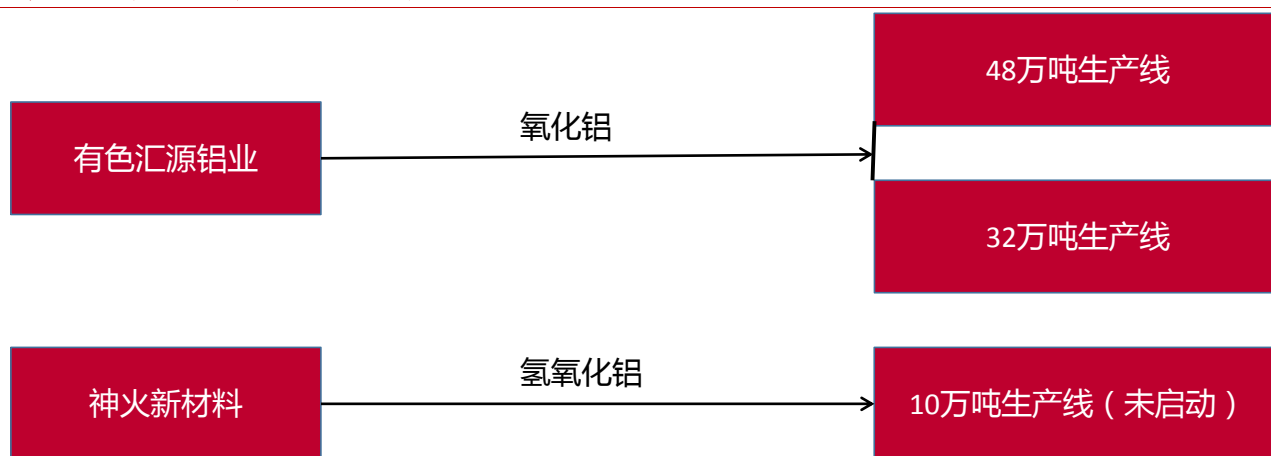 48万吨生产线
氧化铝
有色汇源铝业
32万吨生产线
氢氧化铝
神火新材料
10万吨生产线（未启动）